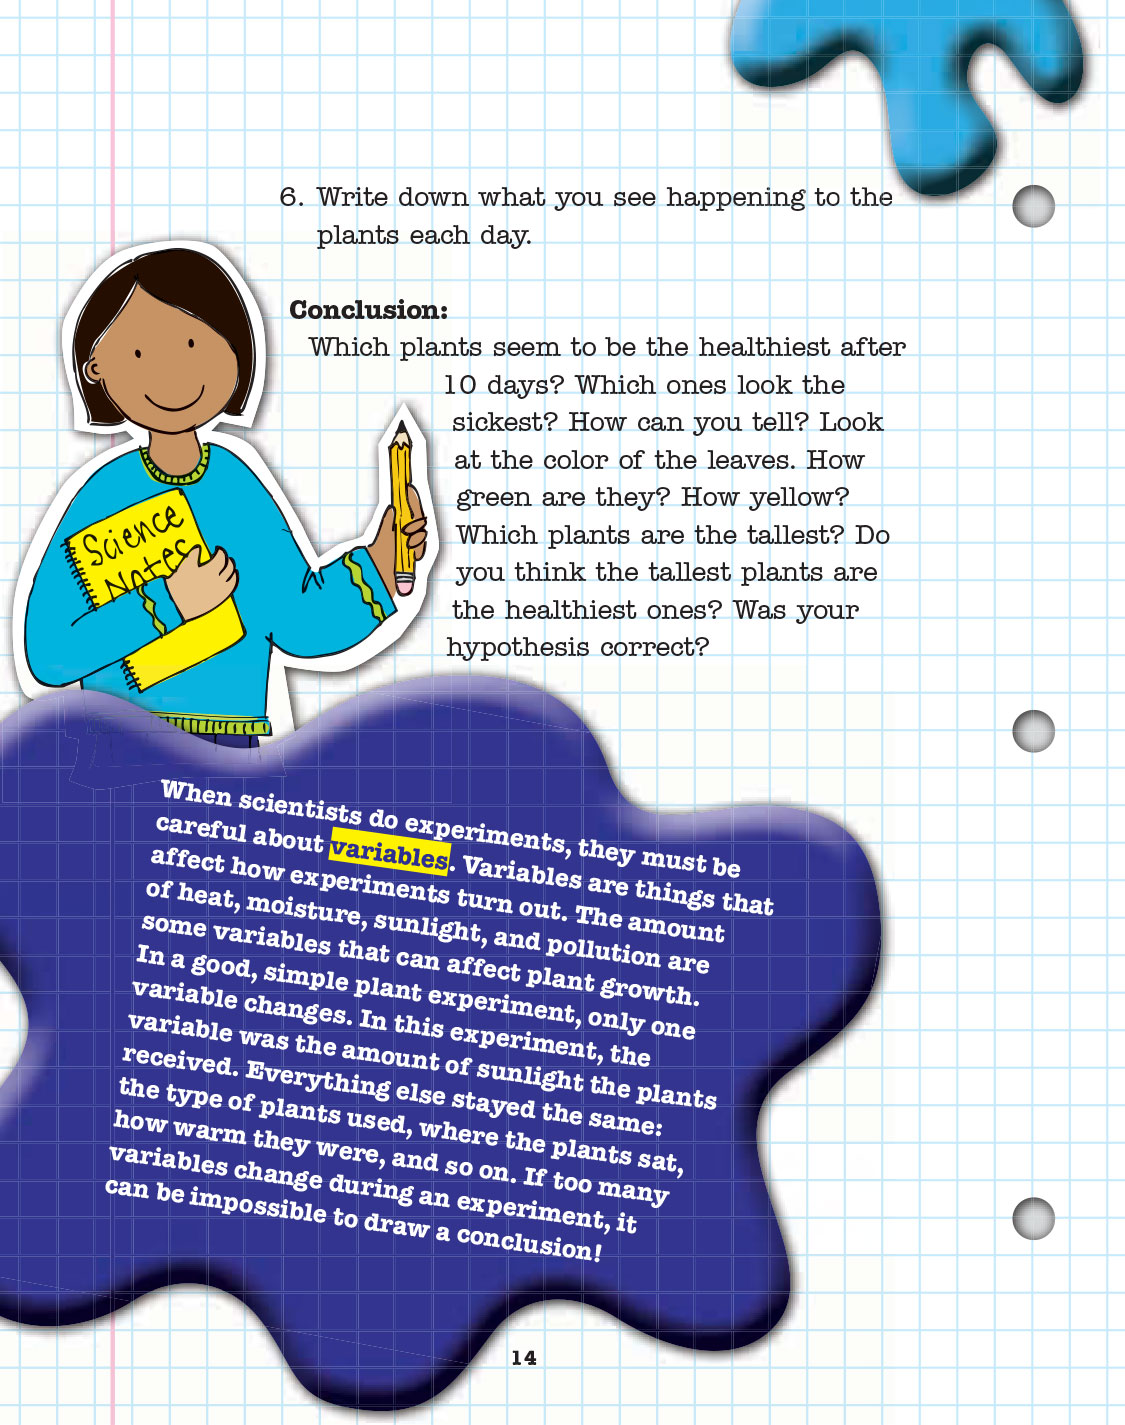 6. Write down what you see happening to the
plants each day.
Conclusion:
Which plants seem to be the healthiest after
10 days? Which ones look the
sickest? How can you tell? Look
at the color of the leaves. How
green are they? How yellow?
Which plants are the tallest? Do
you think the tallest plants are
the healthiest ones? Was your
hypothesis correct?
Science
Notes
When scientists do experiments, they must be
careful about variables. Variables are things that
affect how experiments turn out. The amount
of heat, moisture, sunlight, and pollution are
some variables that can affect plant growth.
In a good, simple plant experiment, only one
variable changes. In this experiment, the
variable was the amount of sunlight the plants
received. Everything else stayed the same:
the type of plants used, where the plants sat,
how warm they were, and so on. If too many
variables change during an experiment, it
can be impossible to draw a conclusion!
14